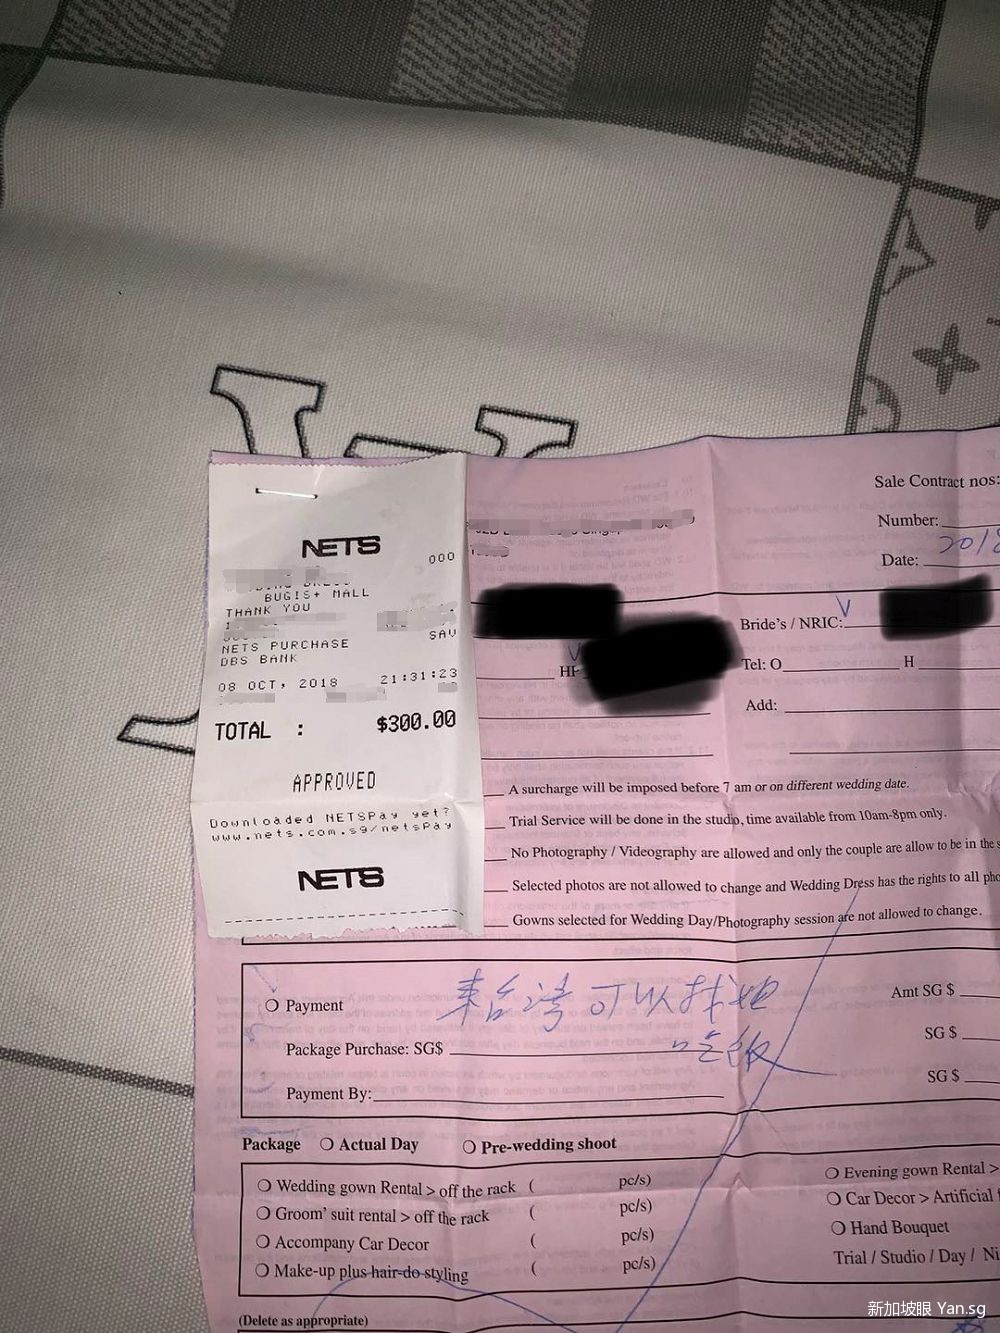 NETS
000
BUGIS+ MALL
THANK YOU
SAV
NETS PURCHASE
DBS BANK
08 OCT, 2018 21:31:23
TOTAL : $300.00
APPROVED
Downloaded NETSPay yet?
www.nets.com.sg/netspay
NETS
Sale Contract nos:
Number:
Date: 2018
Bride's / NRIC:
HP
Tel: O H
Add:
A surcharge will be imposed before 7 am or on different wedding date.
Trial Service will be done in the studio, time available from 10am-8pm only.
No Photography / Videography are allowed and only the couple are allow to be in the s
Selected photos are not allowed to change and Wedding Dress has the rights to all pho
Gowns selected for Wedding Day/Photography session are not allowed to change.
Payment 来台湾可以找她 Amt SG $
吃饭
Package Purchase: SG$ SG $
Payment By: SG $
Package Actual Day Pre-wedding shoot
Wedding gown Rental > off the rack ( pc/s) Evening gown Rental >
Groom' suit rental > off the rack ( pc/s) Car Decor > Artificial
Accompany Car Decor ( pc/s) Hand Bouquet
Make-up plus hair-do styling ( pc/s) Trial / Studio / Day / Ni
(Delete as appropriate)
新加坡眼 Yan.sg